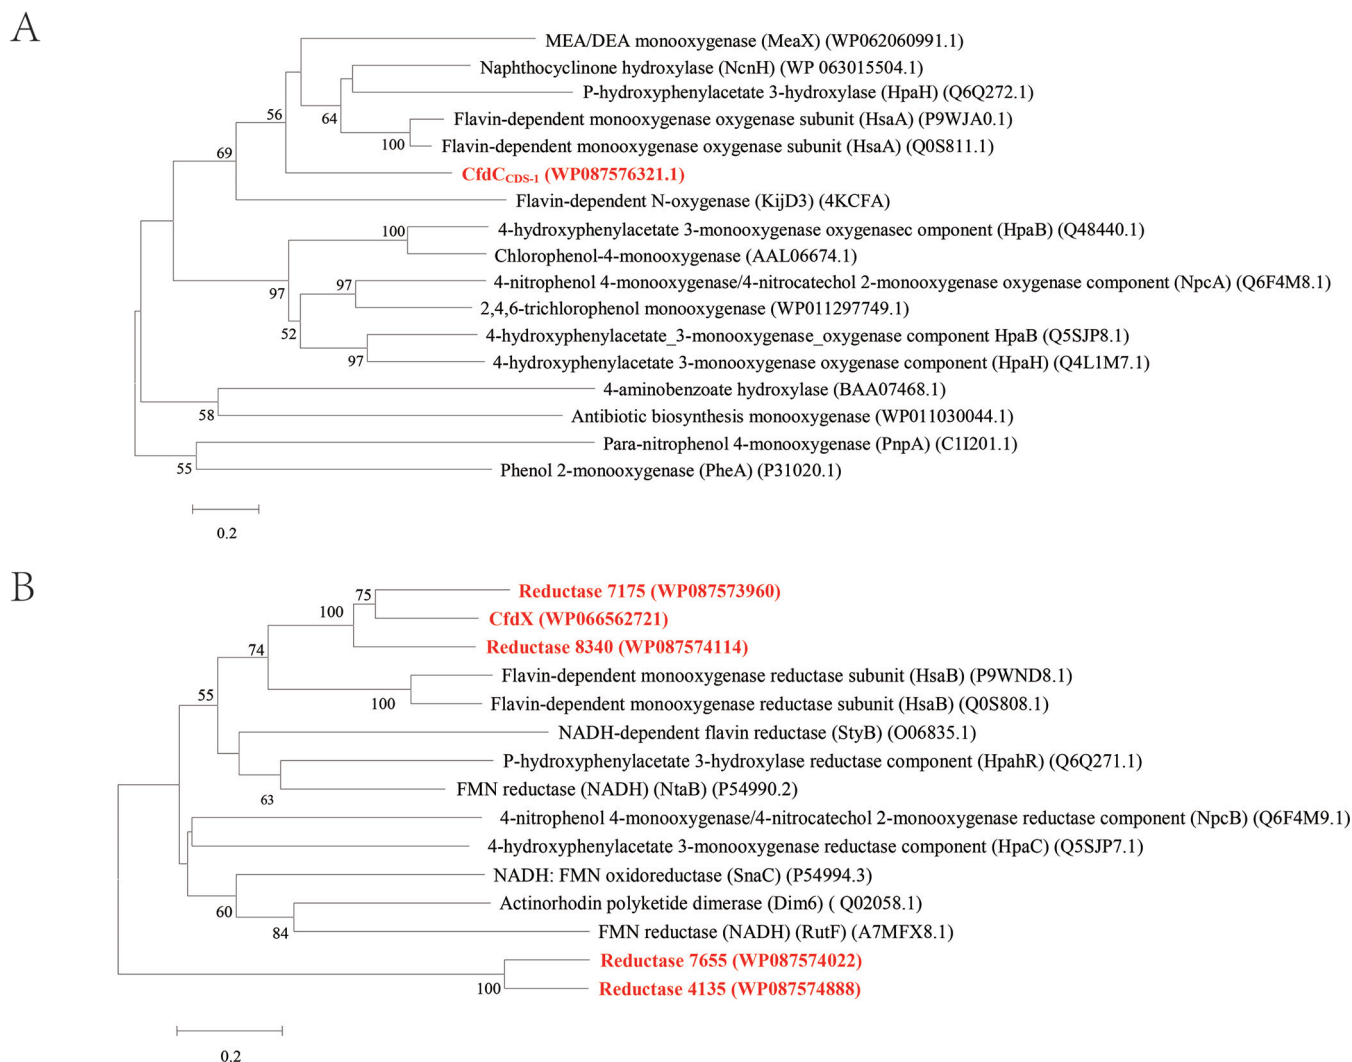 A
MEA/DEA monooxygenase (MeaX) (WP062060991.1)
Naphthocyclinone hydroxylase (NcnH) (WP 063015504.1)
P-hydroxyphenylacetate 3-hydroxylase (HpaH) (Q6Q272.1)
56
64
Flavin-dependent monooxygenase oxygenase subunit (HsaA) (P9WJA0.1)
100
Flavin-dependent monooxygenase oxygenase subunit (HsaA) (Q0S811.1)
69
CfdCCDS-1 (WP087576321.1)
Flavin-dependent N-oxygenase (KijD3) (4KCFA)
100
4-hydroxyphenylacetate 3-monooxygenase oxygenasec omponent (HpaB) (Q48440.1)
Chlorophenol-4-monooxygenase (AAL06674.1)
97
97
4-nitrophenol 4-monooxygenase/4-nitrocatechol 2-monooxygenase oxygenase component (NpcA) (Q6F4M8.1)
2,4,6-trichlorophenol monooxygenase (WP011297749.1)
52
4-hydroxyphenylacetate_3-monooxygenase_oxygenase component HpaB (Q5SJP8.1)
97
4-hydroxyphenylacetate 3-monooxygenase oxygenase component (HpaH) (Q4L1M7.1)
4-aminobenzoate hydroxylase (BAA07468.1)
58
Antibiotic biosynthesis monooxygenase (WP011030044.1)
Para-nitrophenol 4-monooxygenase (PnpA) (C1I201.1)
55
Phenol 2-monooxygenase (PheA) (P31020.1)
0.2
B
75
Reductase 7175 (WP087573960)
100
CfdX (WP066562721)
74
Reductase 8340 (WP087574114)
Flavin-dependent monooxygenase reductase subunit (HsaB) (P9WND8.1)
55
100
Flavin-dependent monooxygenase reductase subunit (HsaB) (Q0S808.1)
NADH-dependent flavin reductase (StyB) (O06835.1)
P-hydroxyphenylacetate 3-hydroxylase reductase component (HpahR) (Q6Q271.1)
63
FMN reductase (NADH) (NtaB) (P54990.2)
4-nitrophenol 4-monooxygenase/4-nitrocatechol 2-monooxygenase reductase component (NpcB) (Q6F4M9.1)
4-hydroxyphenylacetate 3-monooxygenase reductase component (HpaC) (Q5SJP7.1)
NADH: FMN oxidoreductase (SnaC) (P54994.3)
60
Actinorhodin polyketide dimerase (Dim6) ( Q02058.1)
84
FMN reductase (NADH) (RutF) (A7MFX8.1)
Reductase 7655 (WP087574022)
100
Reductase 4135 (WP087574888)
0.2